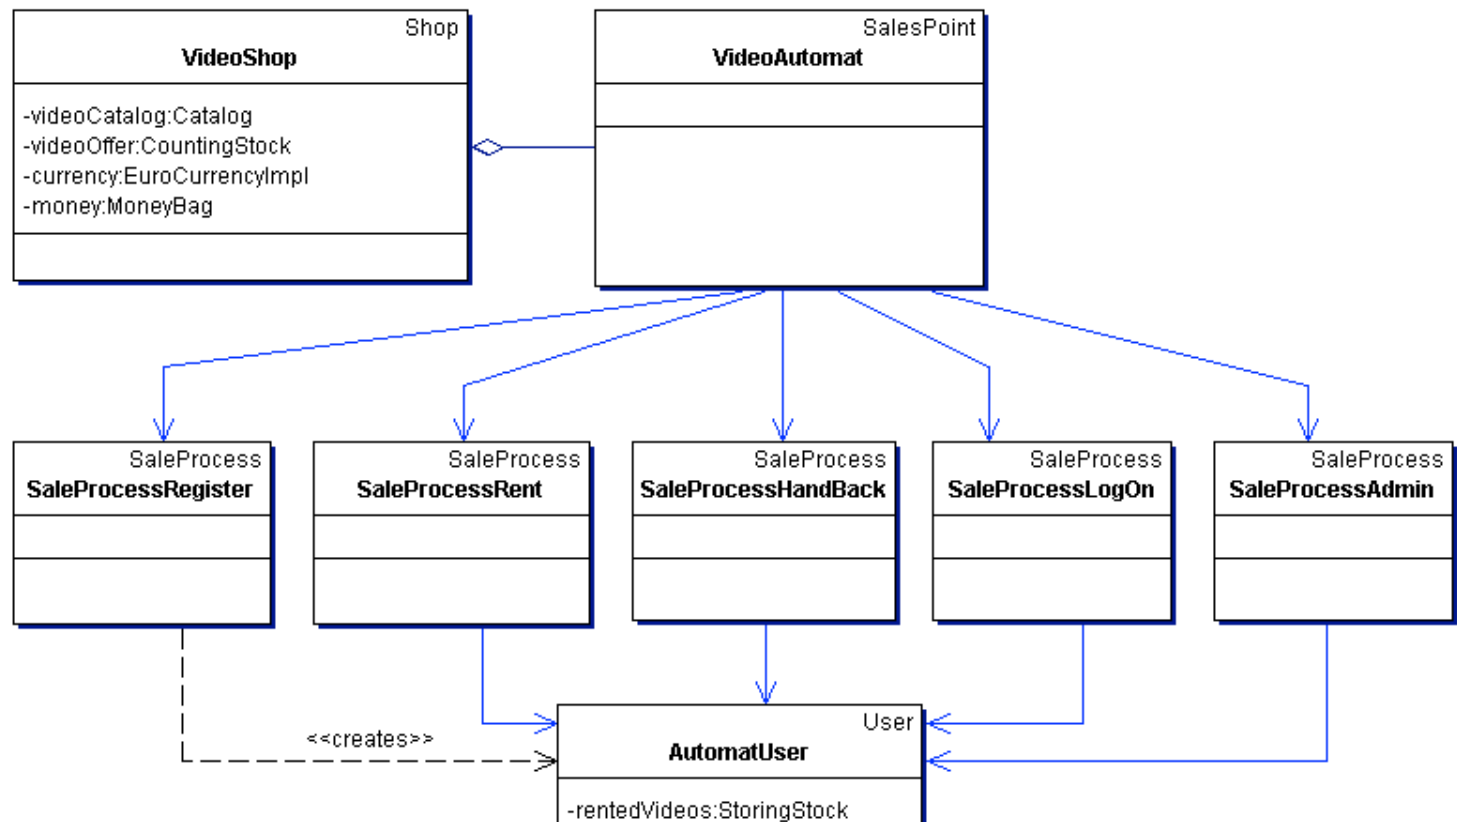 Shop
VideoShop
-videoCatalog:Catalog
-videoOffer:CountingStock
-currency:EuroCurrencyImpl
-money:MoneyBag
SalesPoint
VideoAutomat
SaleProcess
SaleProcessRegister
SaleProcess
SaleProcessRent
SaleProcess
SaleProcessHandBack
SaleProcess
SaleProcessLogOn
SaleProcess
SaleProcessAdmin
<<creates>>
User
AutomatUser
-rentedVideos:StoringStock